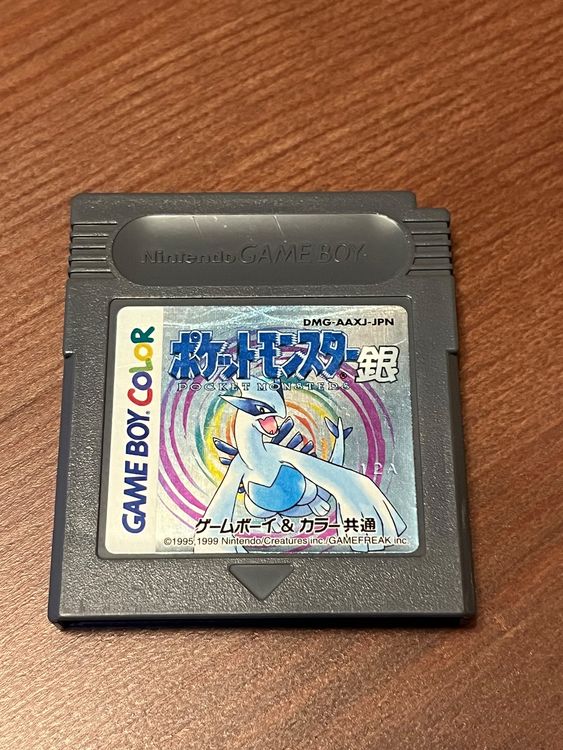 Nintendo GAME BOY
DMG-AAXJ-JPN
ポケットモンスター銀
POCKET MONSTERS
GAME BOY COLOR
12A
ゲームボーイ & カラー共通
©1995,1999 Nintendo/Creatures inc./GAMEFREAK inc.